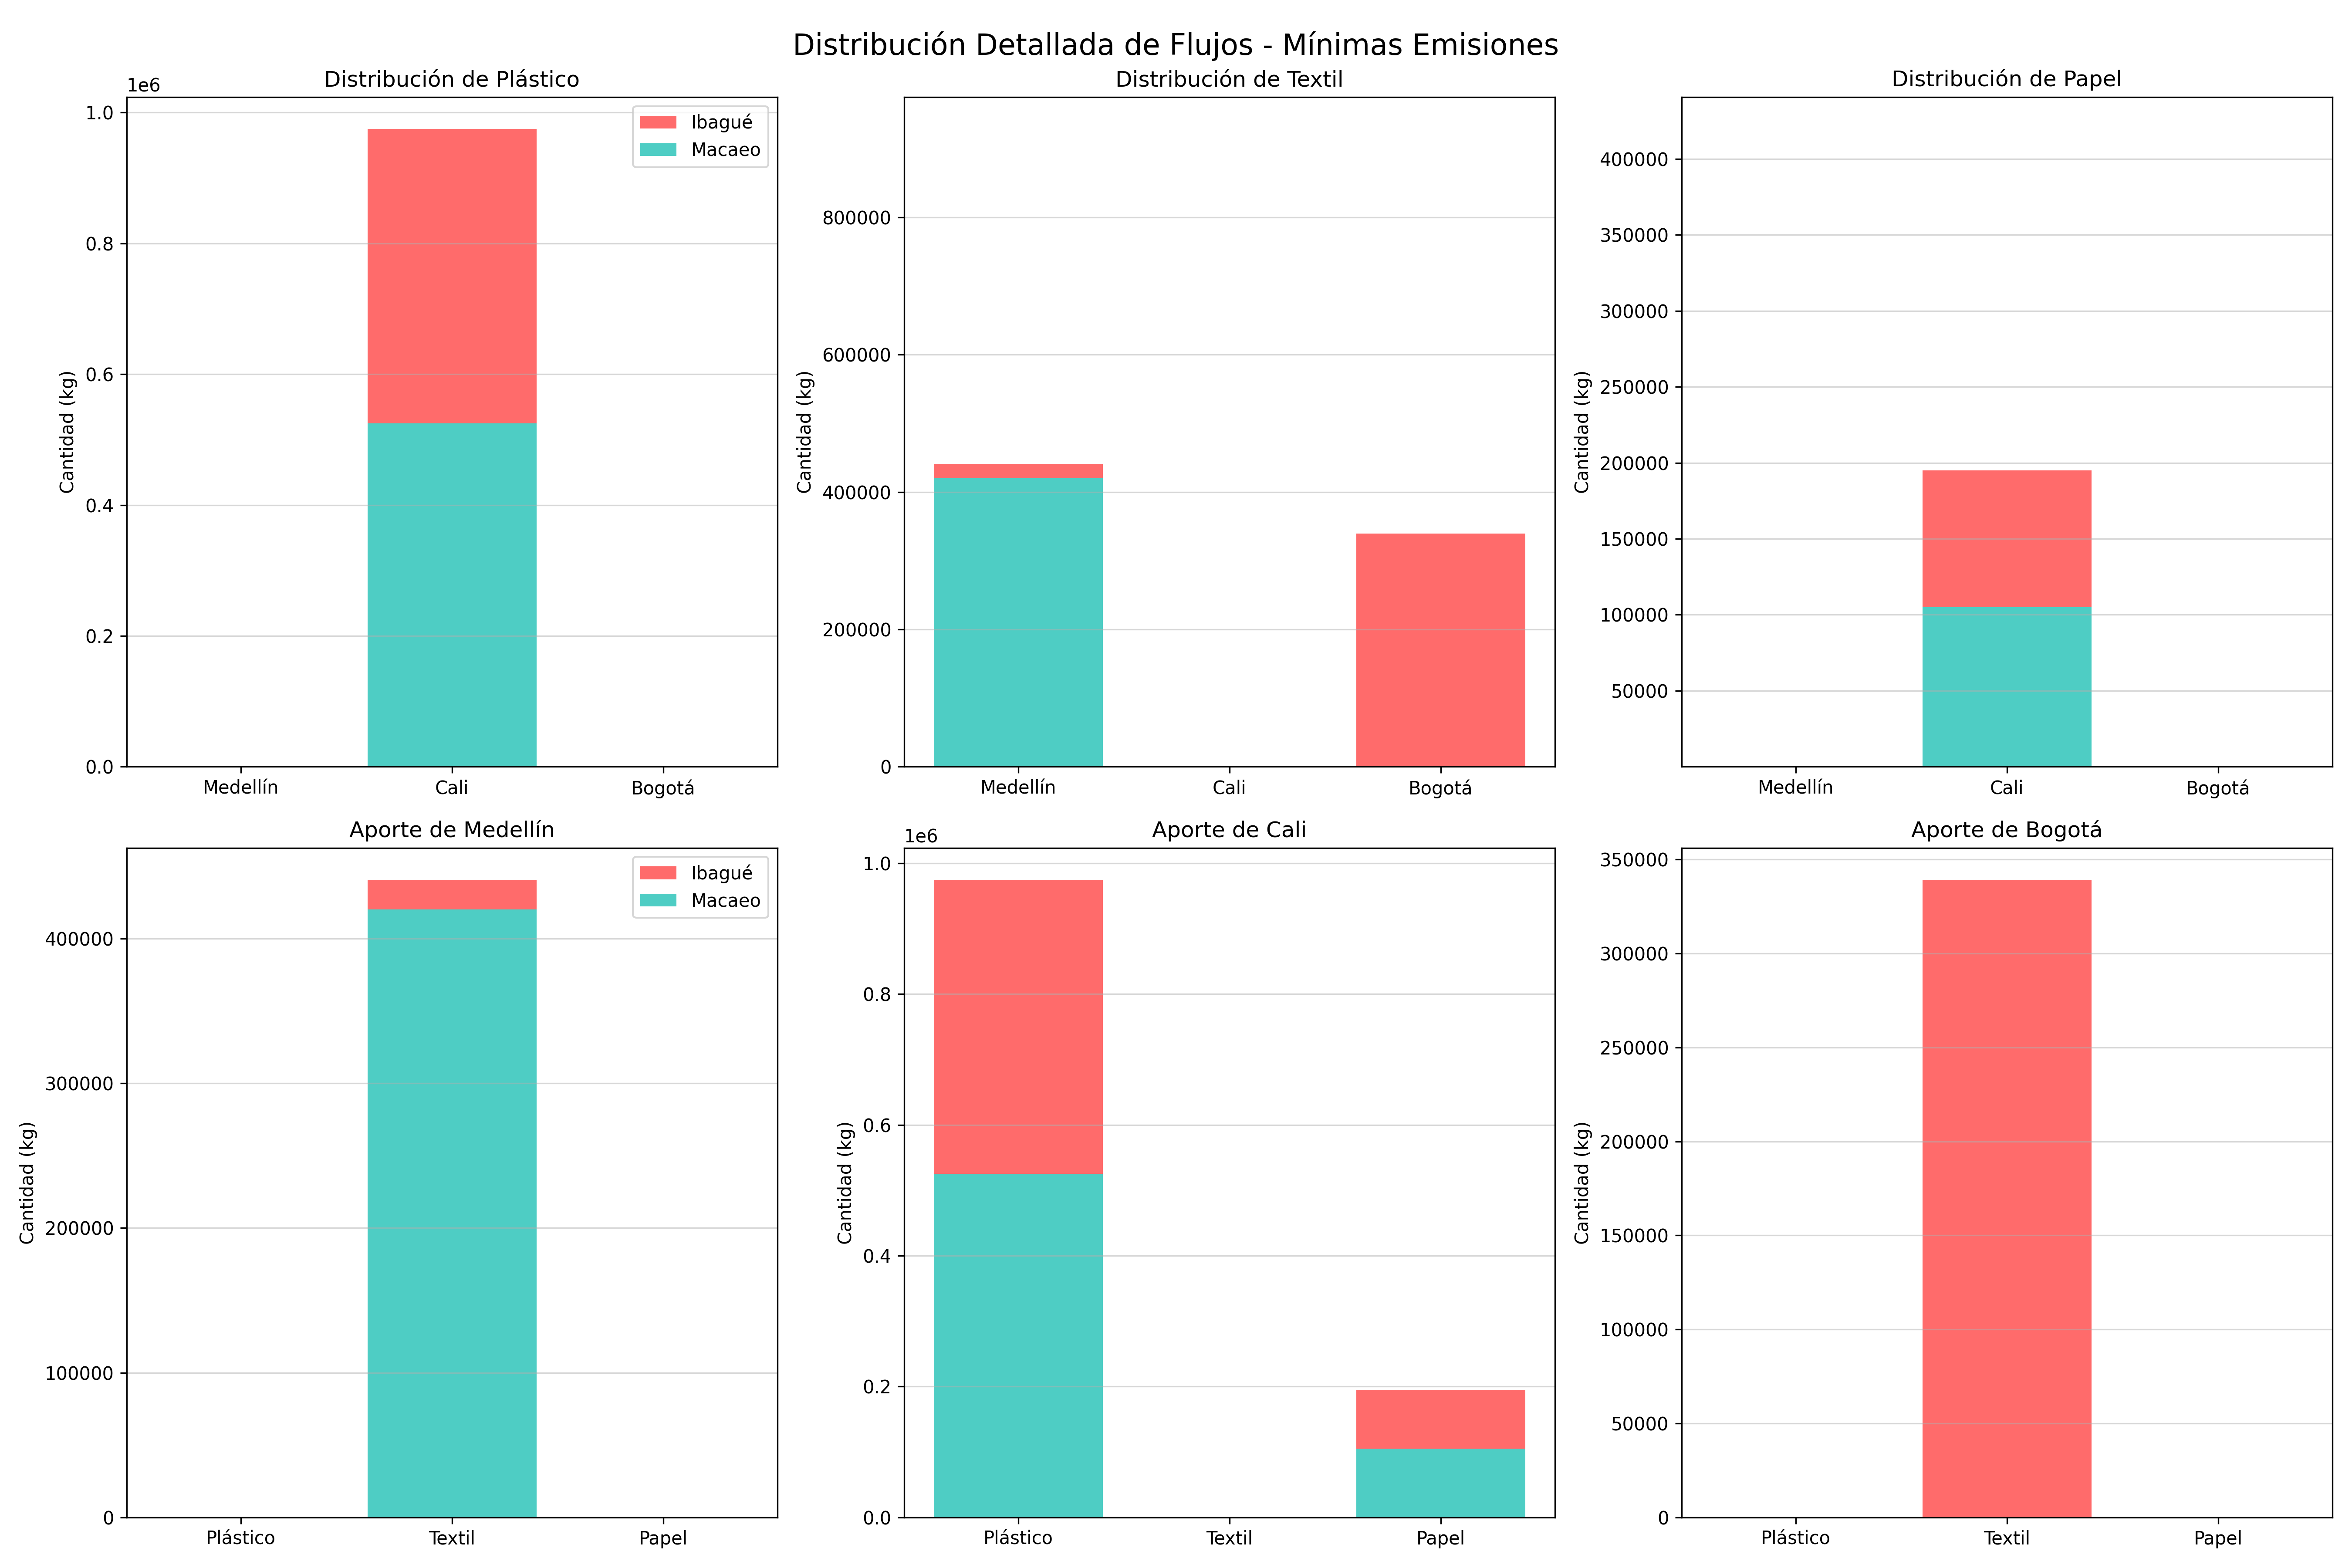 Distribución Detallada de Flujos - Mínimas Emisiones
Distribución de Plástico
1e6
1.0
0.8
0.6
0.4
0.2
0.0
Cantidad (kg)
Ibagué
Macaeo
Medellín Cali Bogotá
Distribución de Textil
800000
600000
400000
200000
0
Cantidad (kg)
Medellín Cali Bogotá
Distribución de Papel
400000
350000
300000
250000
200000
150000
100000
50000
Cantidad (kg)
Medellín Cali Bogotá
Aporte de Medellín
400000
300000
200000
100000
0
Cantidad (kg)
Ibagué
Macaeo
Plástico Textil Papel
Aporte de Cali
1e6
1.0
0.8
0.6
0.4
0.2
0.0
Cantidad (kg)
Plástico Textil Papel
Aporte de Bogotá
350000
300000
250000
200000
150000
100000
50000
0
Cantidad (kg)
Plástico Textil Papel